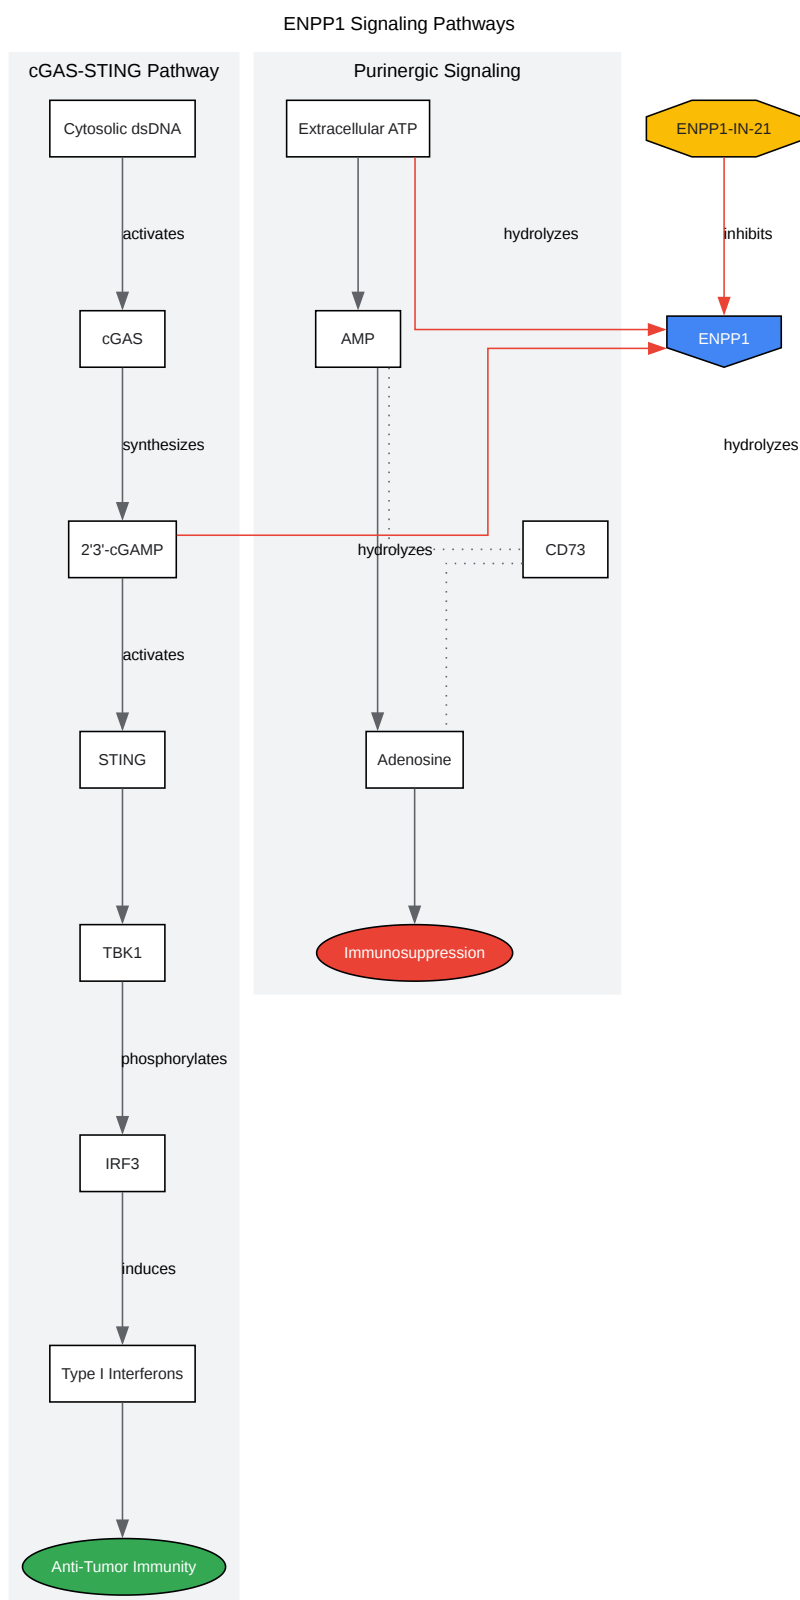 ENPP1 Signaling Pathways
cGAS-STING Pathway
Cytosolic dsDNA
activates
cGAS
synthesizes
2'3'-cGAMP
activates
STING
TBK1
phosphorylates
IRF3
induces
Type I Interferons
Anti-Tumor Immunity
Purinergic Signaling
Extracellular ATP
hydrolyzes
AMP
hydrolyzes
CD73
Adenosine
Immunosuppression
ENPP1-IN-21
inhibits
ENPP1
hydrolyzes